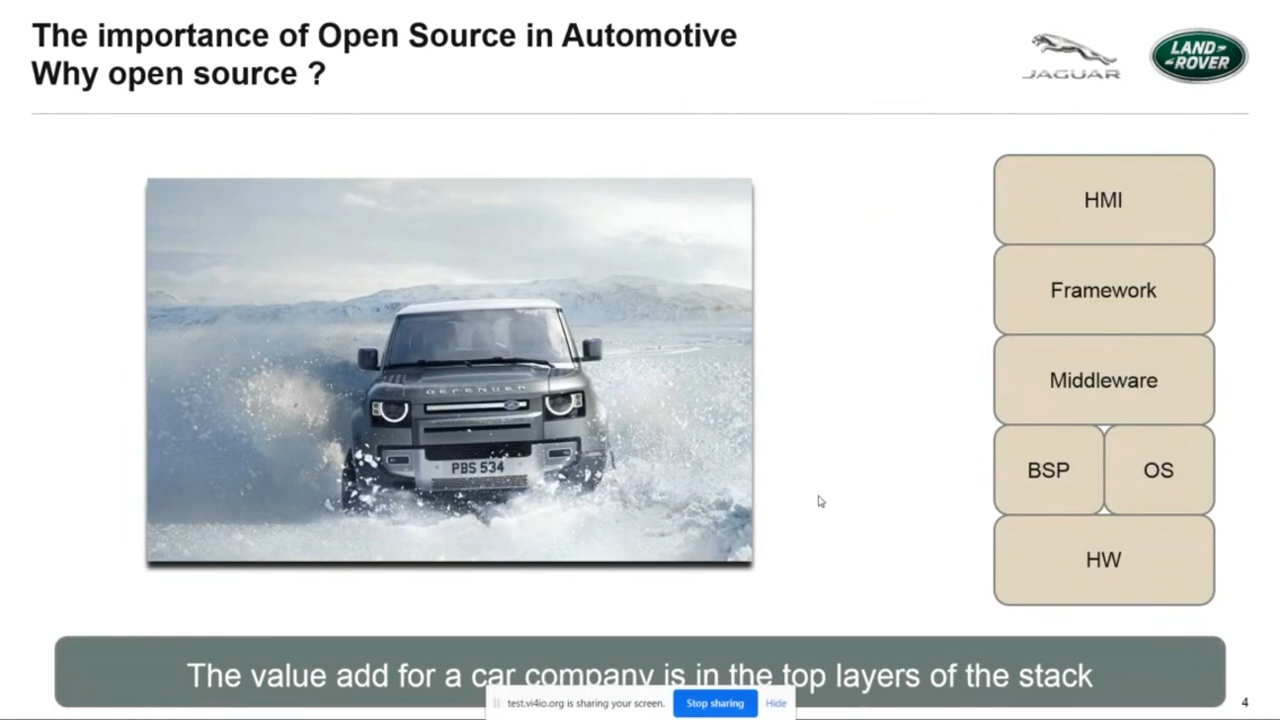 The importance of Open Source in Automotive
Why open source ?
JAGUAR
LAND-
-ROVER
DEFENDER
PBS 534
HMI
Framework
Middleware
BSP
OS
HW
The value add for a car company is in the top layers of the stack
test.vi4io.org is sharing your screen.
Stop sharing
Hide
4